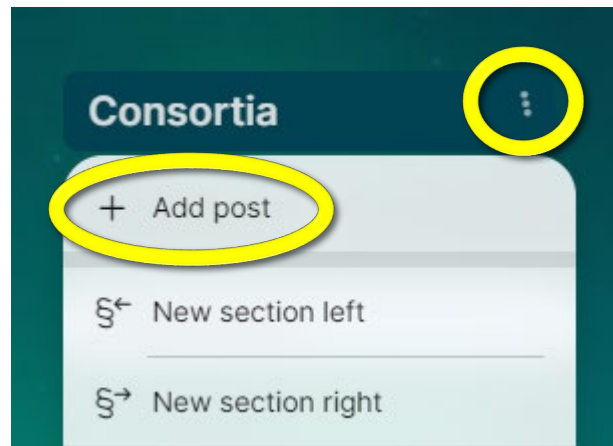 Consortia
+ Add post
§← New section left
§→ New section right